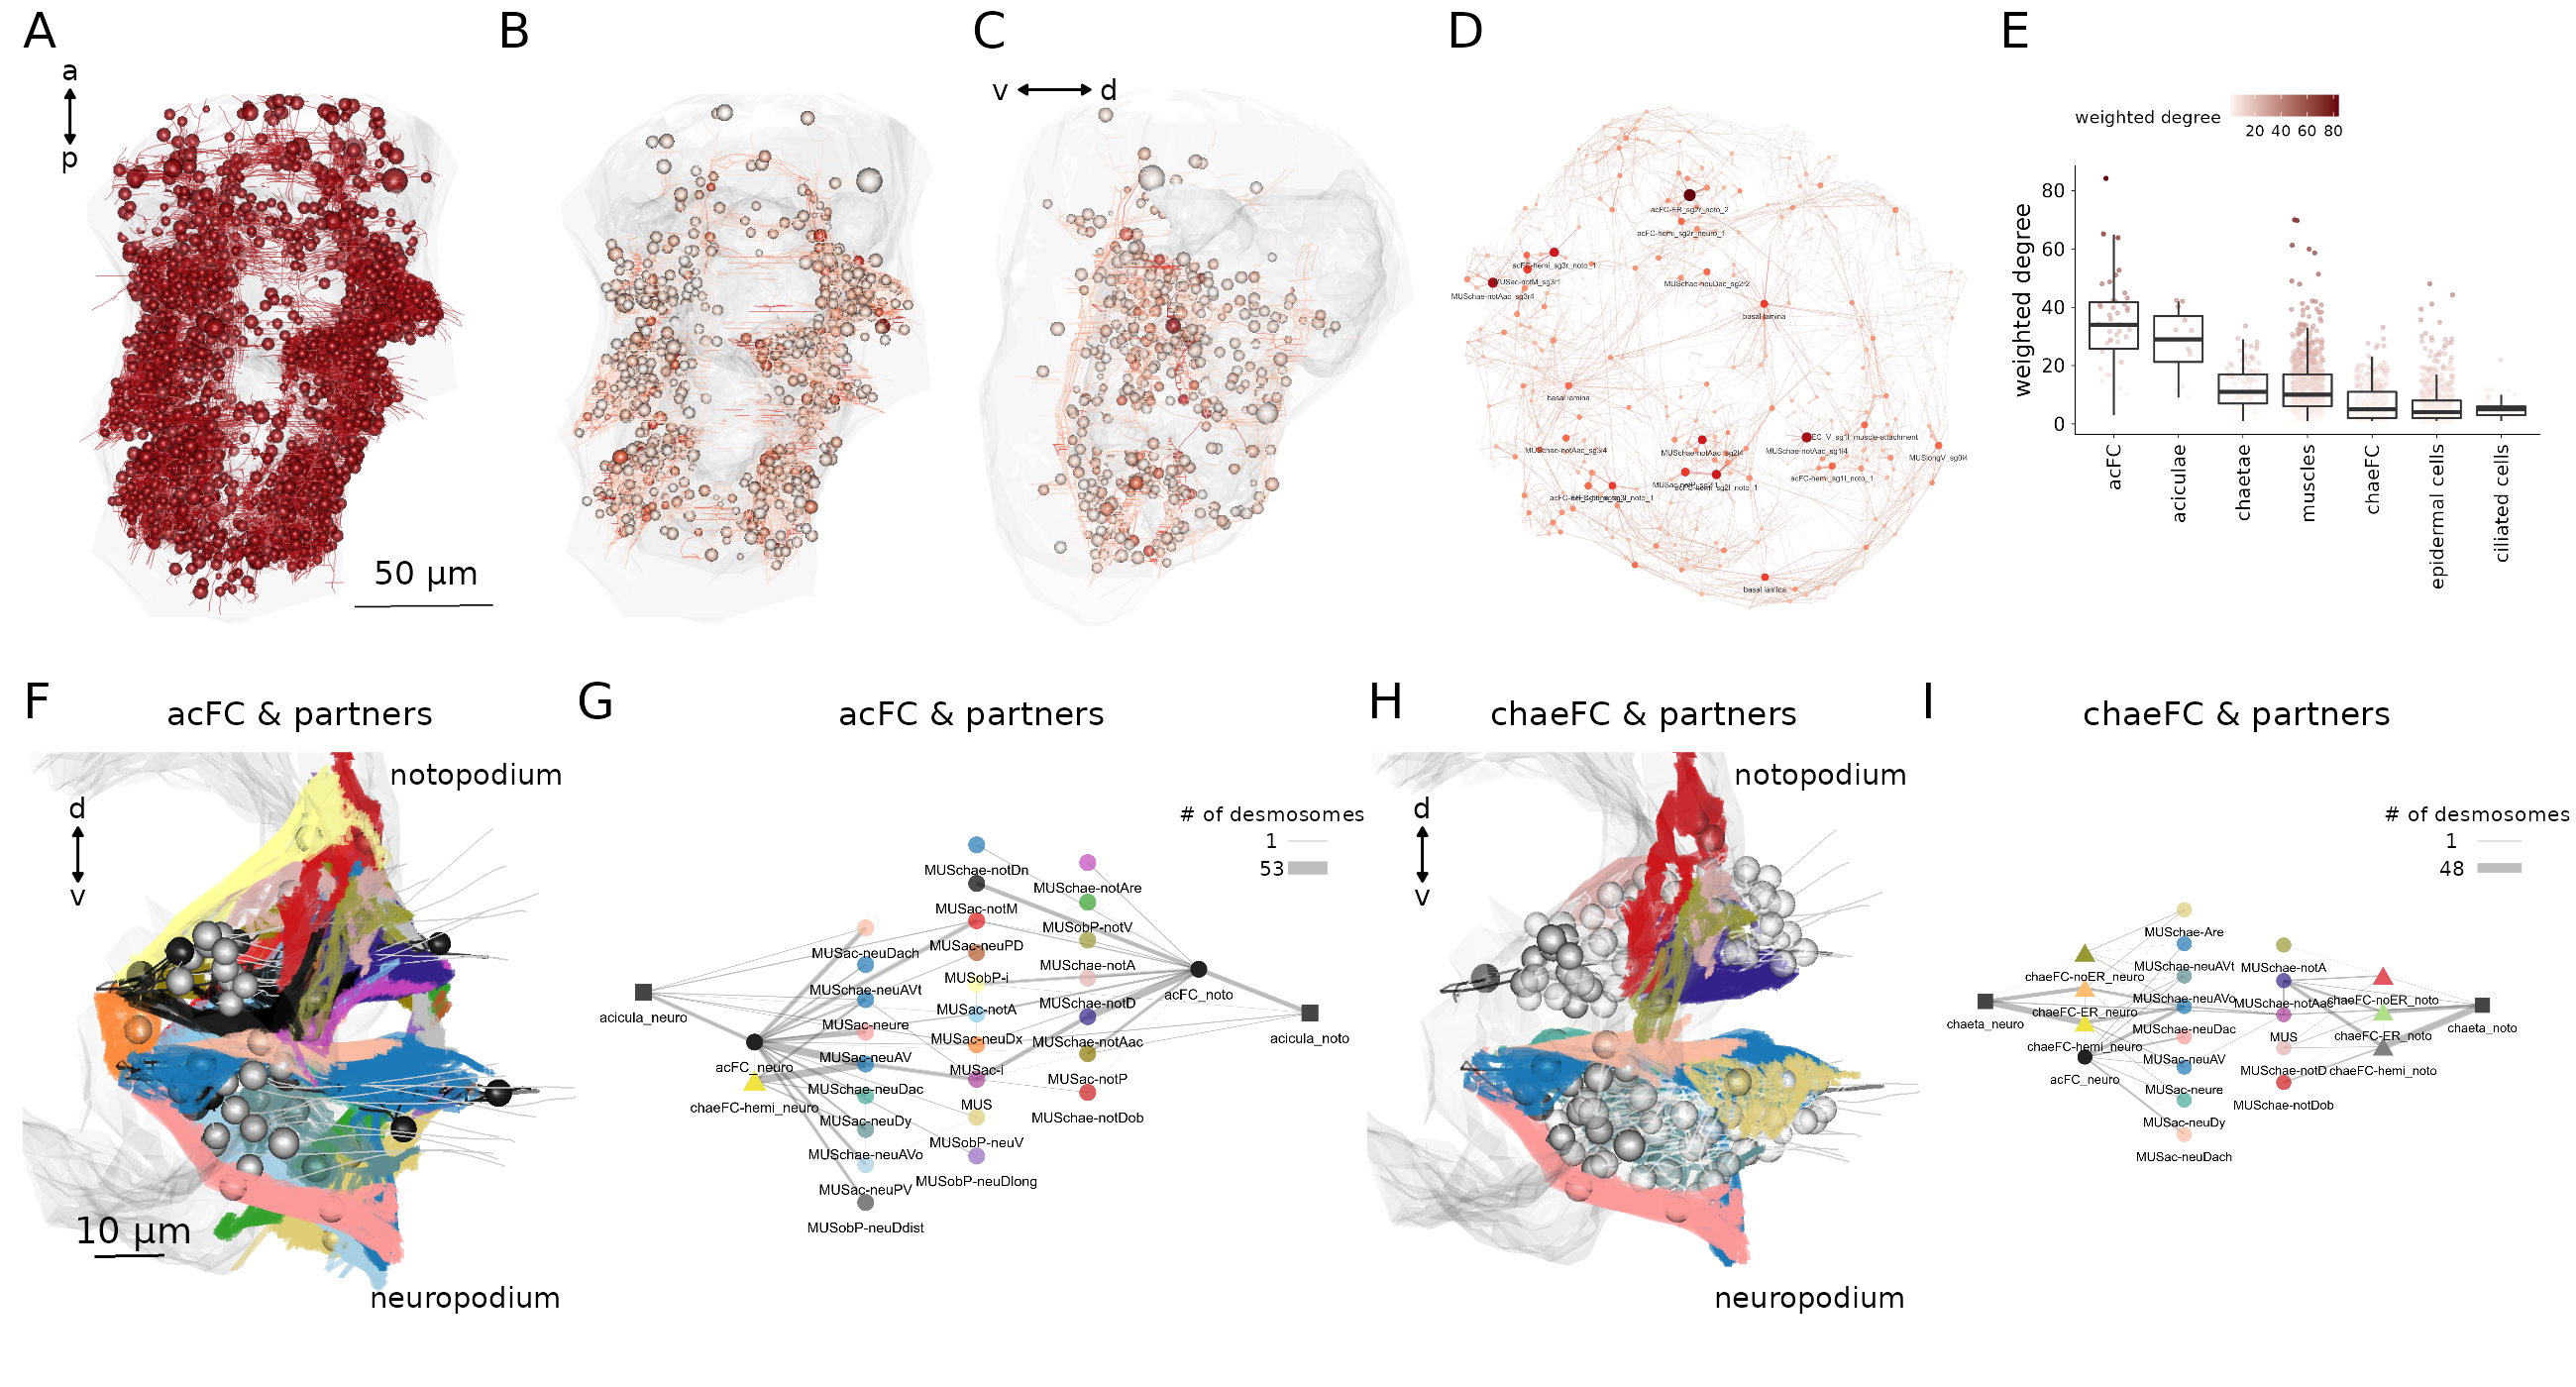 A
B
C
D
E
a
p
50 µm
v
d
acFC-ER_sg2r_noto_2
acFC-hemi_sg2r_neuro_1
acFC-hemi_sg3r_noto_1
MUSac-notM_sg3r1
MUSchae-notAac_sg3r4
MUSchae-neuDac_sg2r2
basal lamina
basal lamina
MUSchae-notAac_sg3l4
MUSchae-notAac_sg2l4
EC_V_sg1l_muscle-attachment
MUSchae-notAac_sg1l4
MUSlongV_sg0l4
acFC-hemi_sg1l_noto_1
acFC-hemi_sg2l_noto_1
basal lamina
weighted degree
20 40 60 80
weighted degree
80
60
40
20
0
acFC
aciculae
chaetae
muscles
chaeFC
epidermal cells
ciliated cells
F
acFC & partners
notopodium
d
v
10 µm
neuropodium
G
acFC & partners
# of desmosomes
1
53
MUSchae-notDn
MUSchae-notAre
MUSac-notM
MUSobP-notV
MUSac-neuDach
MUSac-neuPD
MUSchae-notA
MUSobP-i
MUSchae-neuAVt
acFC_noto
MUSchae-notD
MUSac-notA
acicula_neuro
MUSac-neure
MUSac-neuDx
MUSchae-notAac
acicula_noto
MUSac-neuAV
acFC_neuro
MUSac-i
MUSac-notP
MUSchae-neuDac
chaeFC-hemi_neuro
MUS
MUSchae-notDob
MUSac-neuDy
MUSobP-neuV
MUSchae-neuAVo
MUSobP-neuDlong
MUSac-neuPV
MUSobP-neuDdist
H
chaeFC & partners
notopodium
d
v
neuropodium
I
chaeFC & partners
# of desmosomes
1
48
MUSchae-Are
MUSchae-neuAVt
MUSchae-notA
chaeFC-noER_neuro
MUSchae-neuAVo
MUSchae-notAac
chaeFC-noER_noto
chaeFC-ER_neuro
chaeta_neuro
chaeta_noto
MUSchae-neuDac
MUS
chaeFC-ER_noto
chaeFC-hemi_neuro
MUSac-neuAV
MUSchae-notD
chaeFC-hemi_noto
acFC_neuro
MUSac-neure
MUSchae-notDob
MUSac-neuDy
MUSac-neuDach